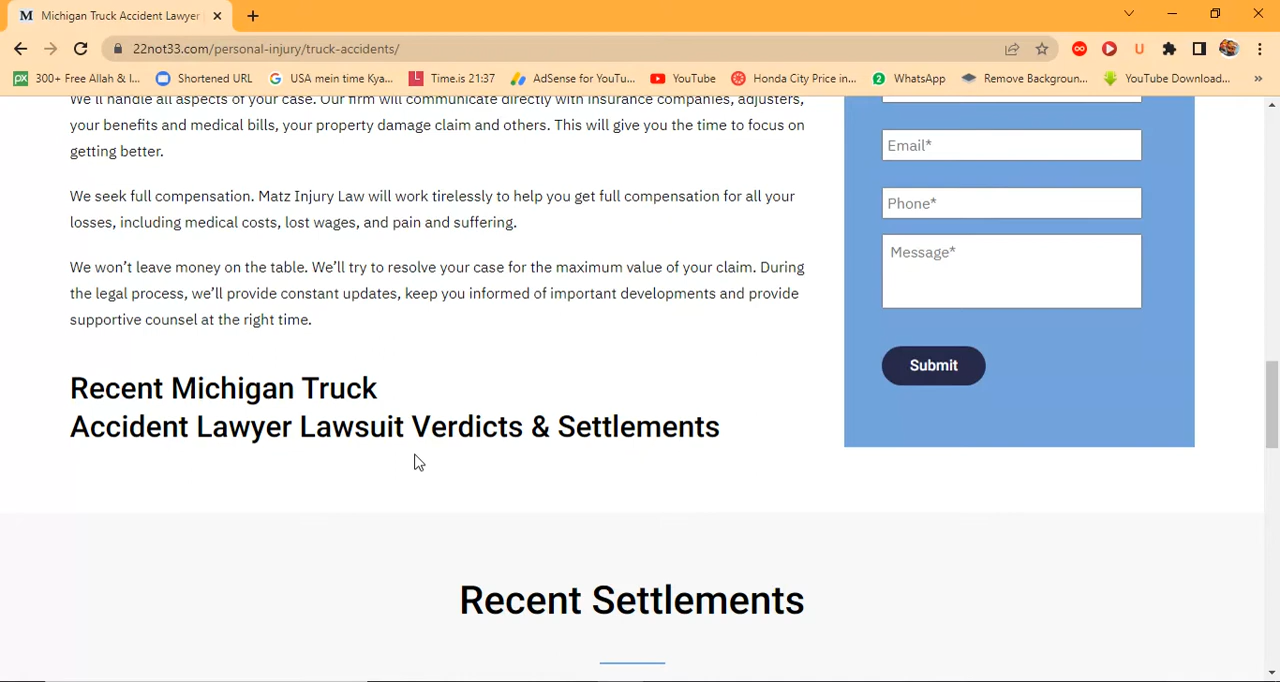 Michigan Truck Accident Lawyer
22not33.com/personal-injury/truck-accidents/
300+ Free Allah & I...
Shortened URL
USA mein time Kya...
Time.is 21:37
AdSense for YouTu...
YouTube
Honda City Price in...
WhatsApp
Remove Backgroun...
YouTube Download...
We'll handle all aspects of your case. Our firm will communicate directly with insurance companies, adjusters,
your benefits and medical bills, your property damage claim and others. This will give you the time to focus on
getting better.
We seek full compensation. Matz Injury Law will work tirelessly to help you get full compensation for all your
losses, including medical costs, lost wages, and pain and suffering.
We won't leave money on the table. We'll try to resolve your case for the maximum value of your claim. During
the legal process, we'll provide constant updates, keep you informed of important developments and provide
supportive counsel at the right time.
Recent Michigan Truck
Accident Lawyer Lawsuit Verdicts & Settlements
Email*
Phone*
Message*
Submit
Recent Settlements